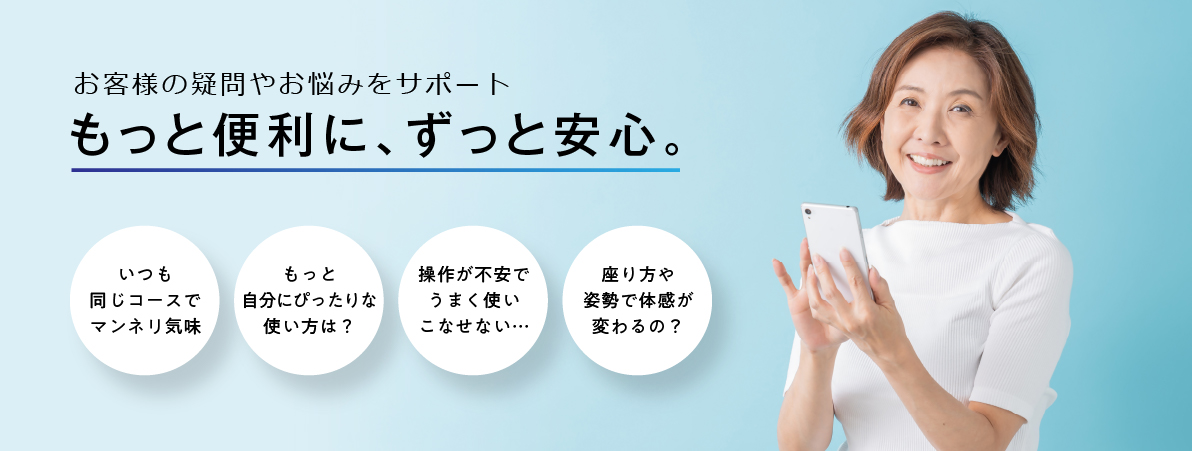 お客様の疑問やお悩みをサポート
もっと便利に、ずっと安心。
いつも
同じコースで
マンネリ気味
もっと
自分にぴったりな
使い方は？
操作が不安で
うまく使い
こなせない…
座り方や
姿勢で体感が
変わるの？